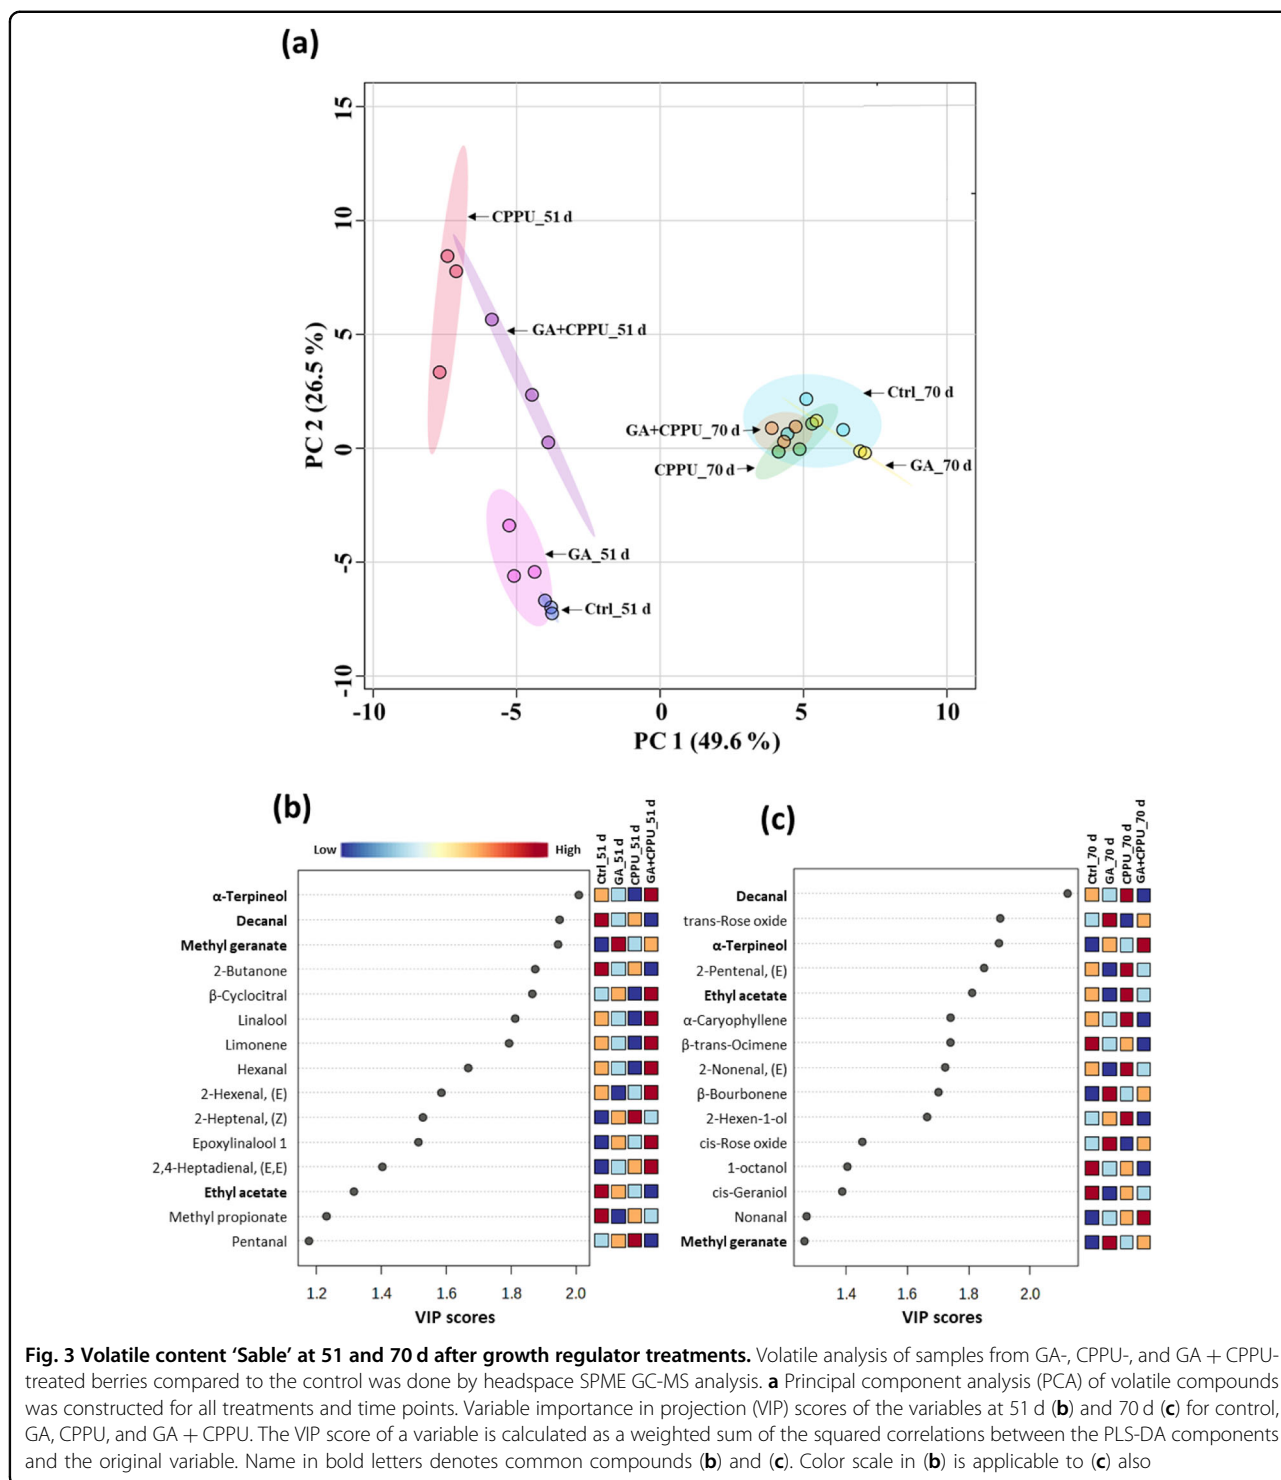 (a)
15
10
5
0
-5
-10
PC 2 (26.5 %)
CPPU_51 d
GA+CPPU_51 d
GA_51 d
Ctrl_51 d
Ctrl_70 d
GA+CPPU_70 d
CPPU_70 d
GA_70 d
-10 -5 0 5 10
PC 1 (49.6 %)
(b)
Low High
Ctrl_51 d
GA_51 d
CPPU_51 d
GA+CPPU_51 d
α-Terpineol
Decanal
Methyl geranate
2-Butanone
β-Cyclocitral
Linalool
Limonene
Hexanal
2-Hexenal, (E)
2-Heptenal, (Z)
Epoxylinalool 1
2,4-Heptadienal, (E,E)
Ethyl acetate
Methyl propionate
Pentanal
1.2 1.4 1.6 1.8 2.0
VIP scores
(c)
Ctrl_70 d
GA_70 d
CPPU_70 d
GA+CPPU_70 d
Decanal
trans-Rose oxide
α-Terpineol
2-Pentenal, (E)
Ethyl acetate
α-Caryophyllene
β-trans-Ocimene
2-Nonenal, (E)
β-Bourbonene
2-Hexen-1-ol
cis-Rose oxide
1-octanol
cis-Geraniol
Nonanal
Methyl geranate
1.4 1.6 1.8 2.0
VIP scores
Fig. 3 Volatile content ‘Sable’ at 51 and 70 d after growth regulator treatments. Volatile analysis of samples from GA-, CPPU-, and GA + CPPU-
treated berries compared to the control was done by headspace SPME GC-MS analysis. a Principal component analysis (PCA) of volatile compounds
was constructed for all treatments and time points. Variable importance in projection (VIP) scores of the variables at 51 d (b) and 70 d (c) for control,
GA, CPPU, and GA + CPPU. The VIP score of a variable is calculated as a weighted sum of the squared correlations between the PLS-DA components
and the original variable. Name in bold letters denotes common compounds (b) and (c). Color scale in (b) is applicable to (c) also